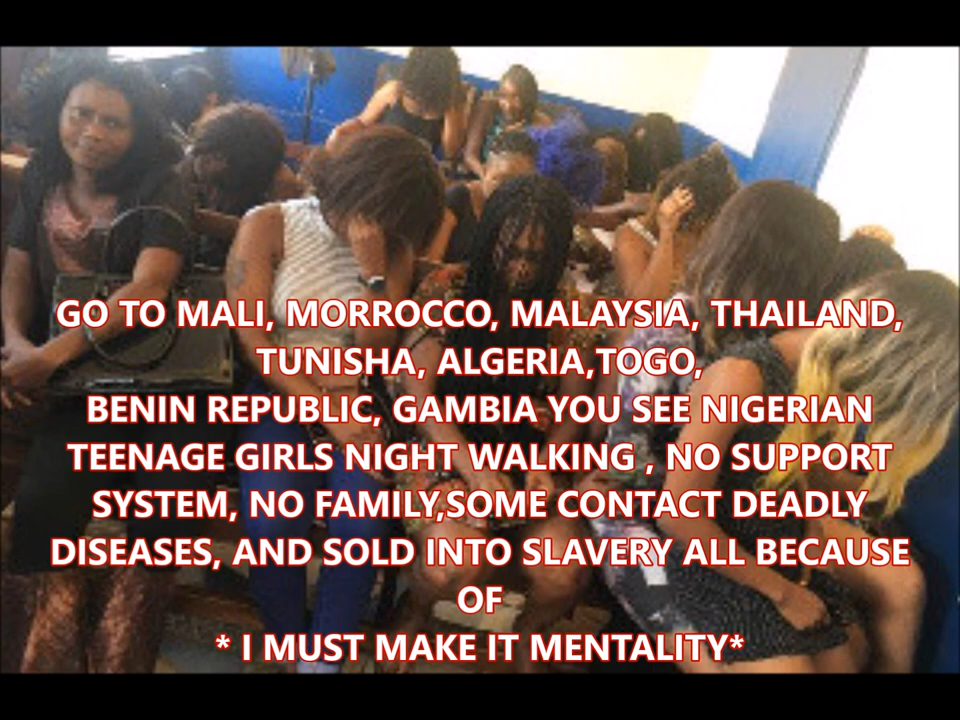 GO TO MALI, MORROCCO, MALAYSIA, THAILAND,
TUNISHA, ALGERIA,TOGO,
BENIN REPUBLIC, GAMBIA YOU SEE NIGERIAN
TEENAGE GIRLS NIGHT WALKING , NO SUPPORT
SYSTEM, NO FAMILY,SOME CONTACT DEADLY
DISEASES, AND SOLD INTO SLAVERY ALL BECAUSE
OF
* I MUST MAKE IT MENTALITY*